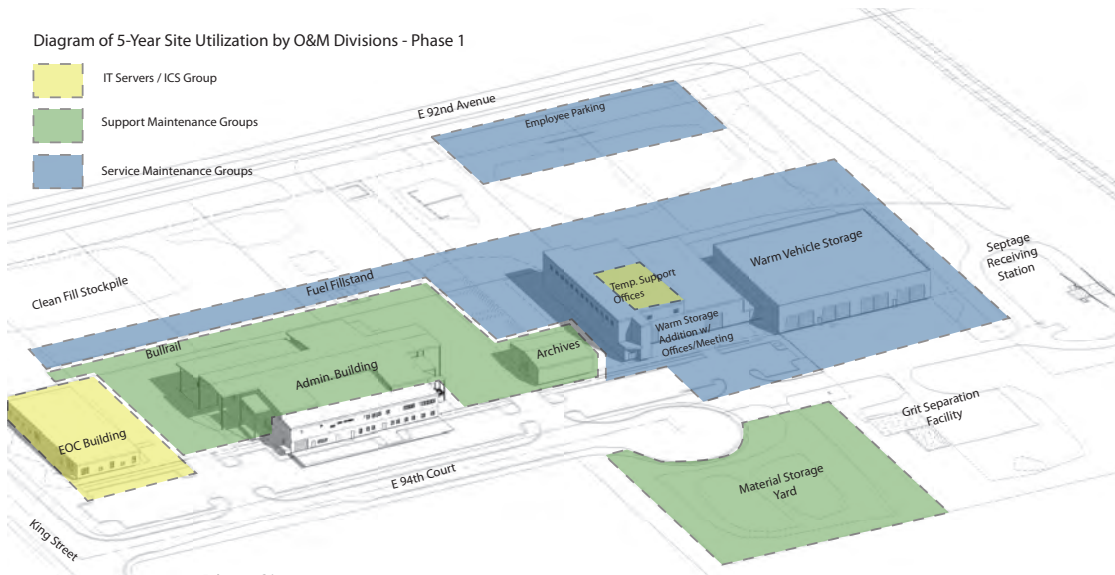 Diagram of 5-Year Site Utilization by O&M Divisions - Phase 1
IT Servers / ICS Group
Support Maintenance Groups
Service Maintenance Groups
E 92nd Avenue
Employee Parking
Clean Fill Stockpile
Fuel Fillstand
Temp. Support
Offices
Warm Vehicle Storage
Septage
Receiving
Station
Bullrail
Admin. Building
Archives
Warm Storage
Addition w/
Offices/Meeting
EOC Building
E 94th Court
Grit Separation
Facility
Material Storage
Yard
King Street